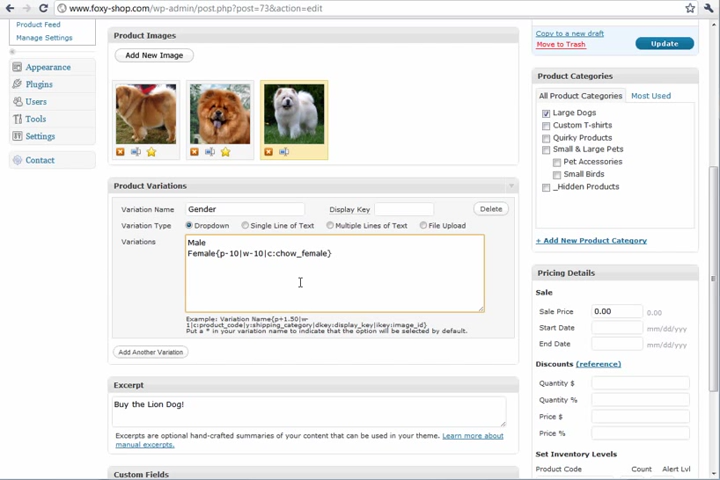 www.foxy-shop.com/wp-admin/post.php?post=73&action=edit
Product Feed
Manage Settings
Appearance
Plugins
Users
Tools
Settings
Contact
Product Images
Add New Image
Product Variations
Variation Name
Gender
Display Key
Delete
Variation Type
Dropdown
Single Line of Text
Multiple Lines of Text
File Upload
Variations
Male
Female{p-10|w-10|c:chow_female}
Example: Variation Name{p+1.50|w-
1|c:product_code|y:shipping_category|dkey:display_key|ikey:image_id}
Put a * in your variation name to indicate that the option will be selected by default.
Add Another Variation
Excerpt
Buy the Lion Dog!
Excerpts are optional hand-crafted summaries of your content that can be used in your theme. Learn more about
manual excerpts.
Custom Fields
Copy to a new draft
Move to Trash
Update
Product Categories
All Product Categories
Most Used
Large Dogs
Custom T-shirts
Quirky Products
Small & Large Pets
Pet Accessories
Small Birds
_Hidden Products
+ Add New Product Category
Pricing Details
Sale
Sale Price
0.00
0.00
Start Date
mm/dd/yyy
End Date
mm/dd/yyy
Discounts (reference)
Quantity $
Quantity %
Price $
Price %
Set Inventory Levels
Product Code
Count
Alert Lvl